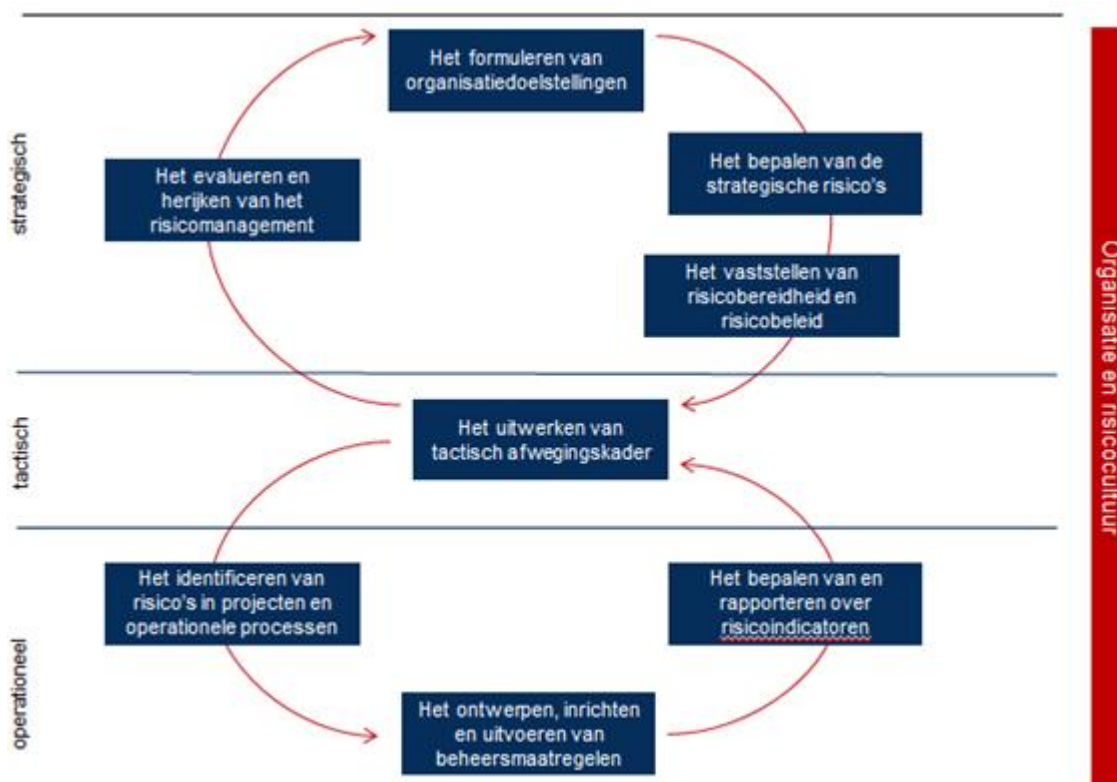 Het formuleren van
organisatiedoelstellingen
Het bepalen van de
strategische risico's
Het evalueren en
herijken van het
risicomanagement
strategisch
Het vaststellen van
risicobereidheid en
risicobeleid
Organisatie en risicocultuur
Het uitwerken van
tactisch afwegingskader
tactisch
Het identificeren van
risico's in projecten en
operationele processen
Het bepalen van en
rapporteren over
risicoindicatoren
operationeel
Het ontwerpen, inrichten
en uitvoeren van
beheersmaatregelen